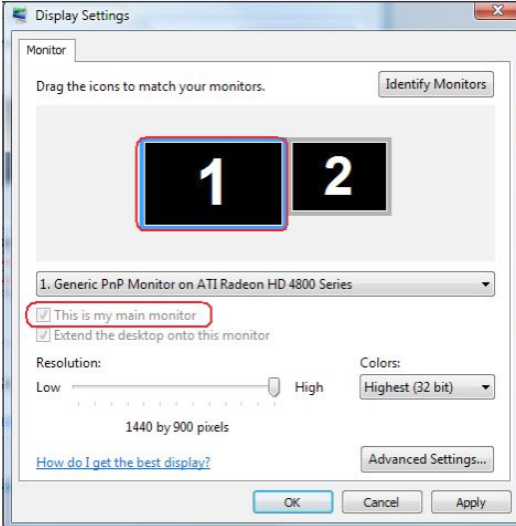 Display Settings
Monitor
Drag the icons to match your monitors.
Identify Monitors
1 2
1. Generic PnP Monitor on ATI Radeon HD 4800 Series
This is my main monitor
Extend the desktop onto this monitor
Resolution: Colors:
Low High Highest (32 bit)
1440 by 900 pixels
How do I get the best display? Advanced Settings...
OK Cancel Apply